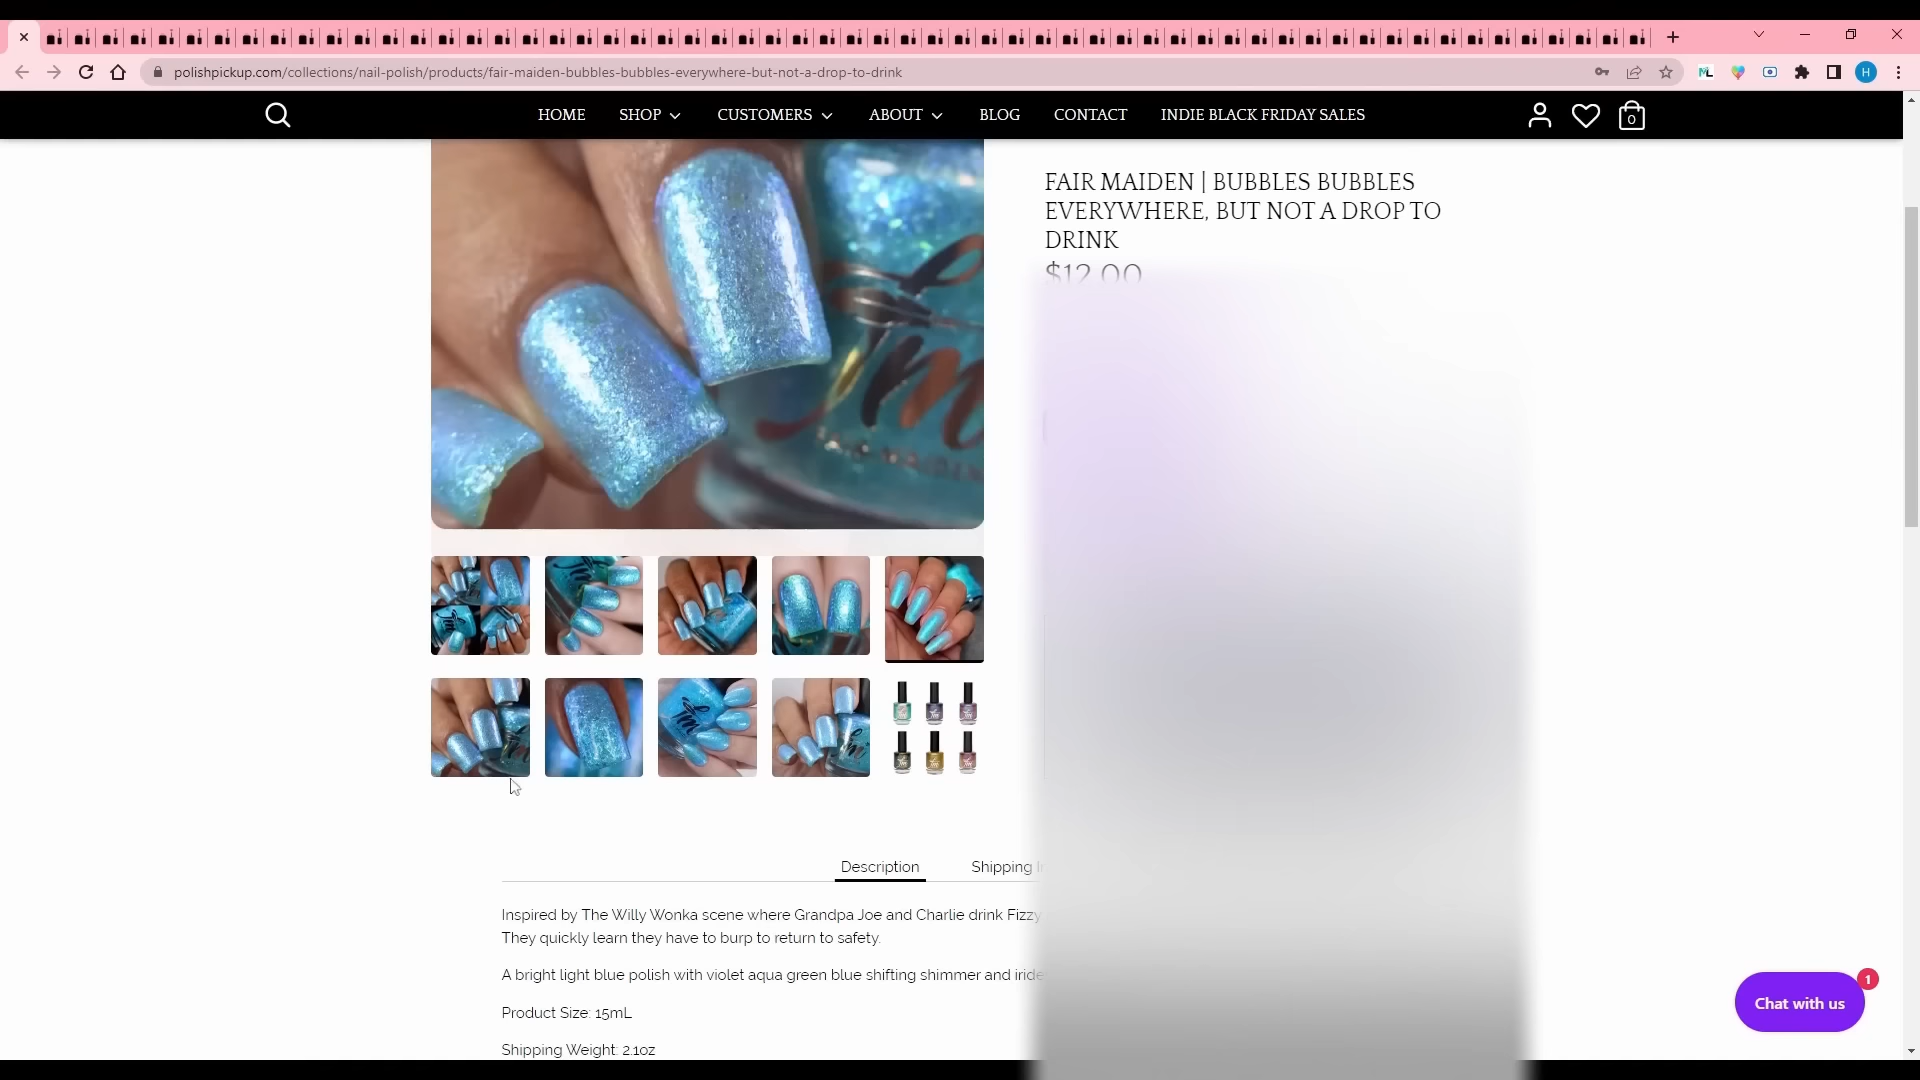 polishpickup.com/collections/nail-polish/products/fair-maiden-bubbles-bubbles-everywhere-but-not-a-drop-to-drink
HOME SHOP CUSTOMERS ABOUT BLOG CONTACT INDIE BLACK FRIDAY SALES
0
FAIR MAIDEN | BUBBLES BUBBLES
EVERYWHERE, BUT NOT A DROP TO
DRINK
$12.00
Description Shipping
Inspired by The Willy Wonka scene where Grandpa Joe and Charlie drink Fizzy
They quickly learn they have to burp to return to safety.
A bright light blue polish with violet aqua green blue shifting shimmer and
Product Size: 15mL
Shipping Weight: 2.1oz
Chat with us
1